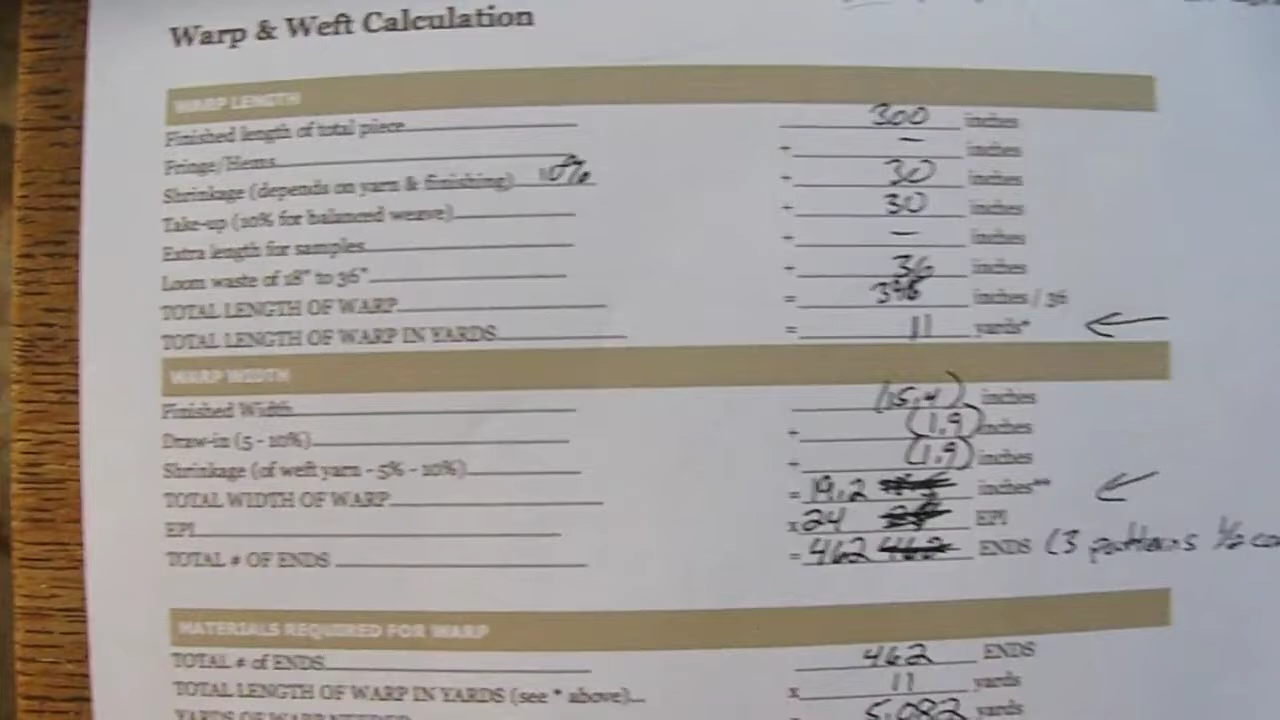 Warp & Weft Calculation
WARP LENGTH
Finished length of total piece 300 inches
Fringe/Hems + - inches
Shrinkage (depends on yarn & finishing) 10% + 30 inches
Take-up (10% for balanced weave) + 30 inches
Extra length for samples + - inches
Loom waste of 18" to 36" + 36 inches
TOTAL LENGTH OF WARP = 396 inches / 36
TOTAL LENGTH OF WARP IN YARDS = 11 yards* ←
WARP WIDTH
Finished Width (15.4) inches
Draw-in (5 - 10%) + (1.9) inches
Shrinkage (of weft yarn - 5% - 10%) + (1.9) inches
TOTAL WIDTH OF WARP = 19.2 inches** ←
EPI x 24 EPI
TOTAL # OF ENDS = 462 ENDS (3 patterns
MATERIALS REQUIRED FOR WARP
TOTAL # of ENDS 462 ENDS
TOTAL LENGTH OF WARP IN YARDS (see * above)... x 11 yards
YARDS OF WARP NEEDED 5,082 yards